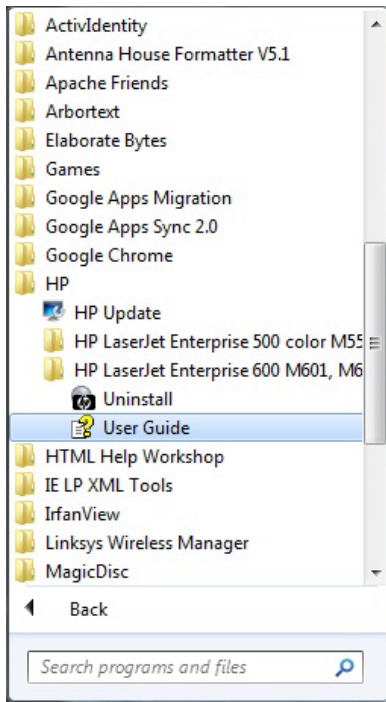 ActivIdentity
Antenna House Formatter V5.1
Apache Friends
Arbortext
Elaborate Bytes
Games
Google Apps Migration
Google Apps Sync 2.0
Google Chrome
HP
HP Update
HP LaserJet Enterprise 500 color M55
HP LaserJet Enterprise 600 M601, M6
Uninstall
User Guide
HTML Help Workshop
IE LP XML Tools
IrfanView
Linksys Wireless Manager
MagicDisc
Back
Search programs and files